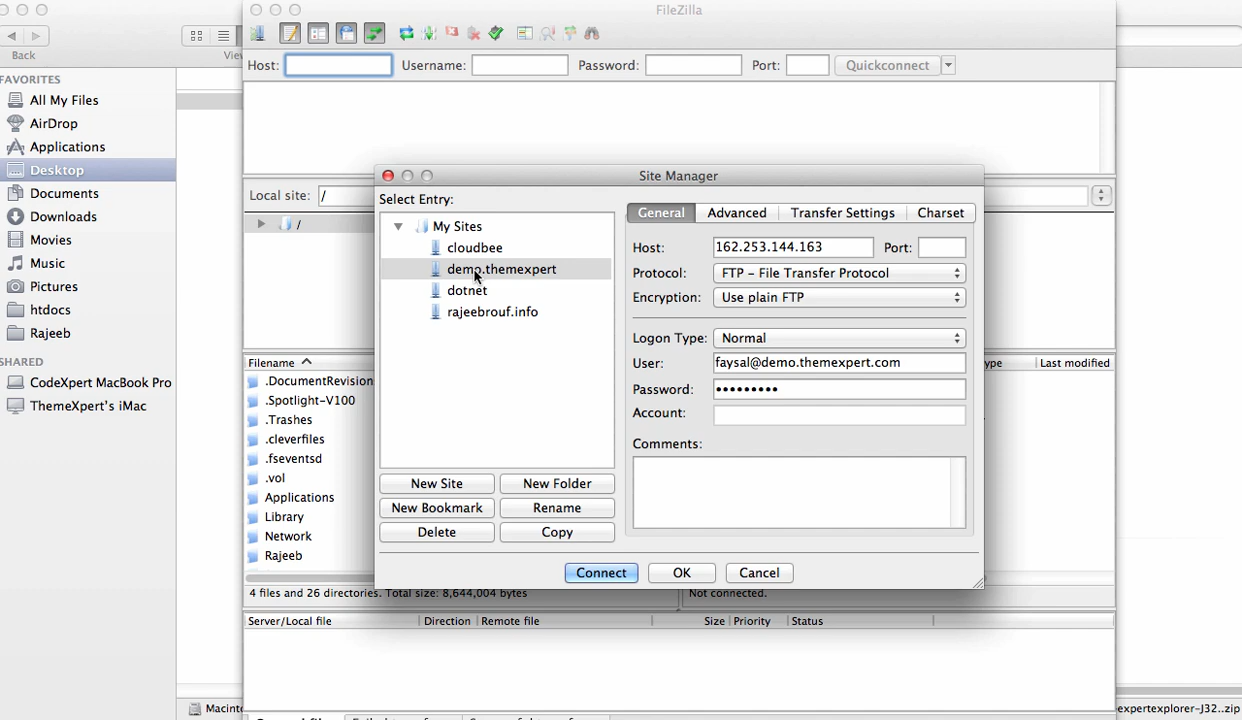 FileZilla
Back
View
Host:
Username:
Password:
Port:
Quickconnect
FAVORITES
All My Files
AirDrop
Applications
Desktop
Documents
Downloads
Movies
Music
Pictures
htdocs
Rajeeb
SHARED
CodeXpert MacBook Pro
ThemeXpert's iMac
Local site: /
/
Filename
.DocumentRevision
.Spotlight-V100
.Trashes
.cleverfiles
.fseventsd
.vol
Applications
Library
Network
Rajeeb
Last modified
4 files and 26 directories. Total size: 8,644,004 bytes
Not connected.
Server/Local file
Direction
Remote file
Size
Priority
Status
Site Manager
Select Entry:
My Sites
cloudbee
demo.themexpert
dotnet
rajeebrouf.info
New Site
New Folder
New Bookmark
Rename
Delete
Copy
General
Advanced
Transfer Settings
Charset
Host: 162.253.144.163 Port:
Protocol: FTP – File Transfer Protocol
Encryption: Use plain FTP
Logon Type: Normal
User: faysal@demo.themexpert.com
Password: •••••••••
Account:
Comments:
Connect
OK
Cancel
Macint
expertexplorer-J32..zip